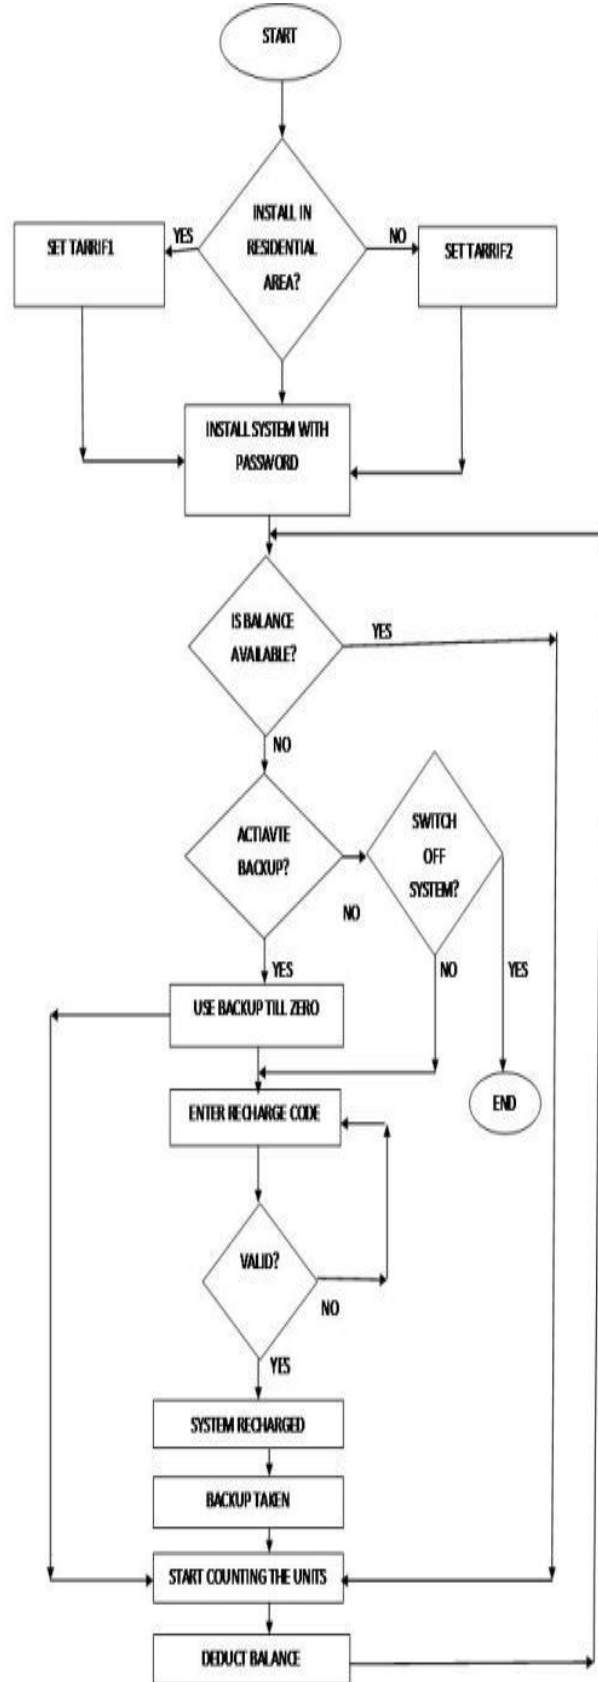 START
INSTALL IN
RESIDENTIAL
AREA?
YES
NO
SET TARRIF1
SET TARRIF2
INSTALL SYSTEM WITH
PASSWORD
IS BALANCE
AVAILABLE?
YES
NO
ACTIAVTE
BACKUP?
NO
SWITCH
OFF
SYSTEM?
YES
NO
YES
USE BACKUP TILL ZERO
ENTER RECHARGE CODE
END
VALID?
NO
YES
SYSTEM RECHARGED
BACKUP TAKEN
START COUNTING THE UNITS
DEDUCT BALANCE